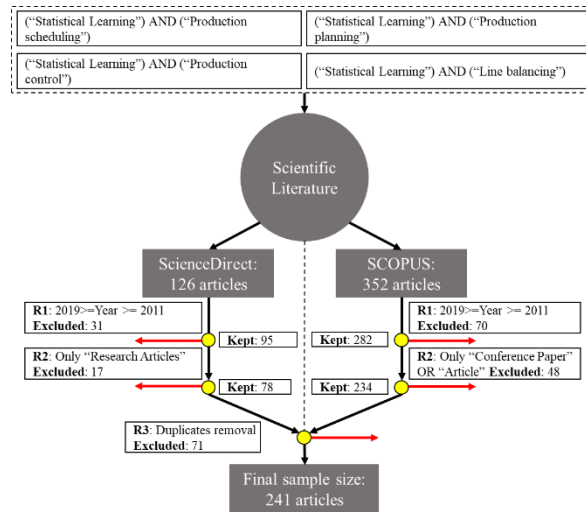 (“Statistical Learning”) AND (“Production
scheduling”)
(“Statistical Learning”) AND (“Production
planning”)
(“Statistical Learning”) AND (“Production
control”)
(“Statistical Learning”) AND (“Line balancing”)
Scientific
Literature
ScienceDirect:
126 articles
SCOPUS:
352 articles
R1: 2019>=Year >= 2011
Excluded: 31
R1: 2019>=Year >= 2011
Excluded: 70
Kept: 95
Kept: 282
R2: Only “Research Articles”
Excluded: 17
R2: Only “Conference Paper”
OR “Article” Excluded: 48
Kept: 78
Kept: 234
R3: Duplicates removal
Excluded: 71
Final sample size:
241 articles